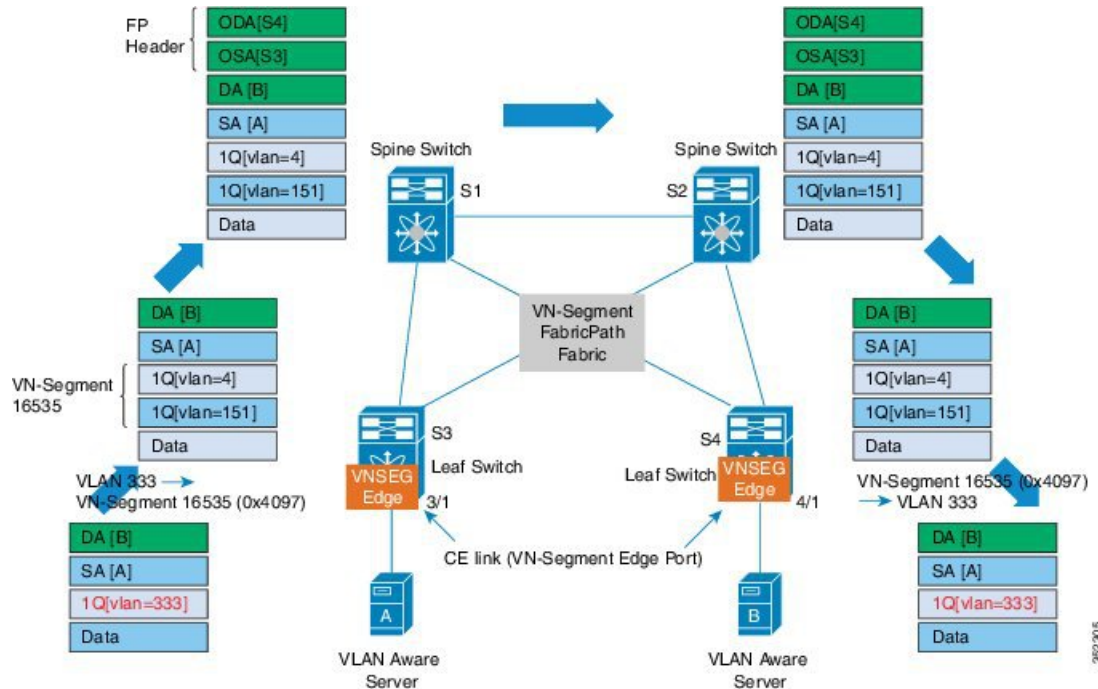 FP
Header
ODA[S4]
OSA[S3]
DA [B]
SA [A]
1Q[vlan=4]
1Q[vlan=151]
Data
ODA[S4]
OSA[S3]
DA [B]
SA [A]
1Q[vlan=4]
1Q[vlan=151]
Data
Spine Switch
S1
Spine Switch
S2
VN-Segment
FabricPath
Fabric
VN-Segment
16535
DA [B]
SA [A]
1Q[vlan=4]
1Q[vlan=151]
Data
DA [B]
SA [A]
1Q[vlan=4]
1Q[vlan=151]
Data
S3
Leaf Switch
VNSEG
Edge
3/1
S4
Leaf Switch
VNSEG
Edge
4/1
VLAN 333
VN-Segment 16535 (0x4097)
VN-Segment 16535 (0x4097)
VLAN 333
CE link (VN-Segment Edge Port)
DA [B]
SA [A]
1Q[vlan=333]
Data
DA [B]
SA [A]
1Q[vlan=333]
Data
A
VLAN Aware
Server
B
VLAN Aware
Server